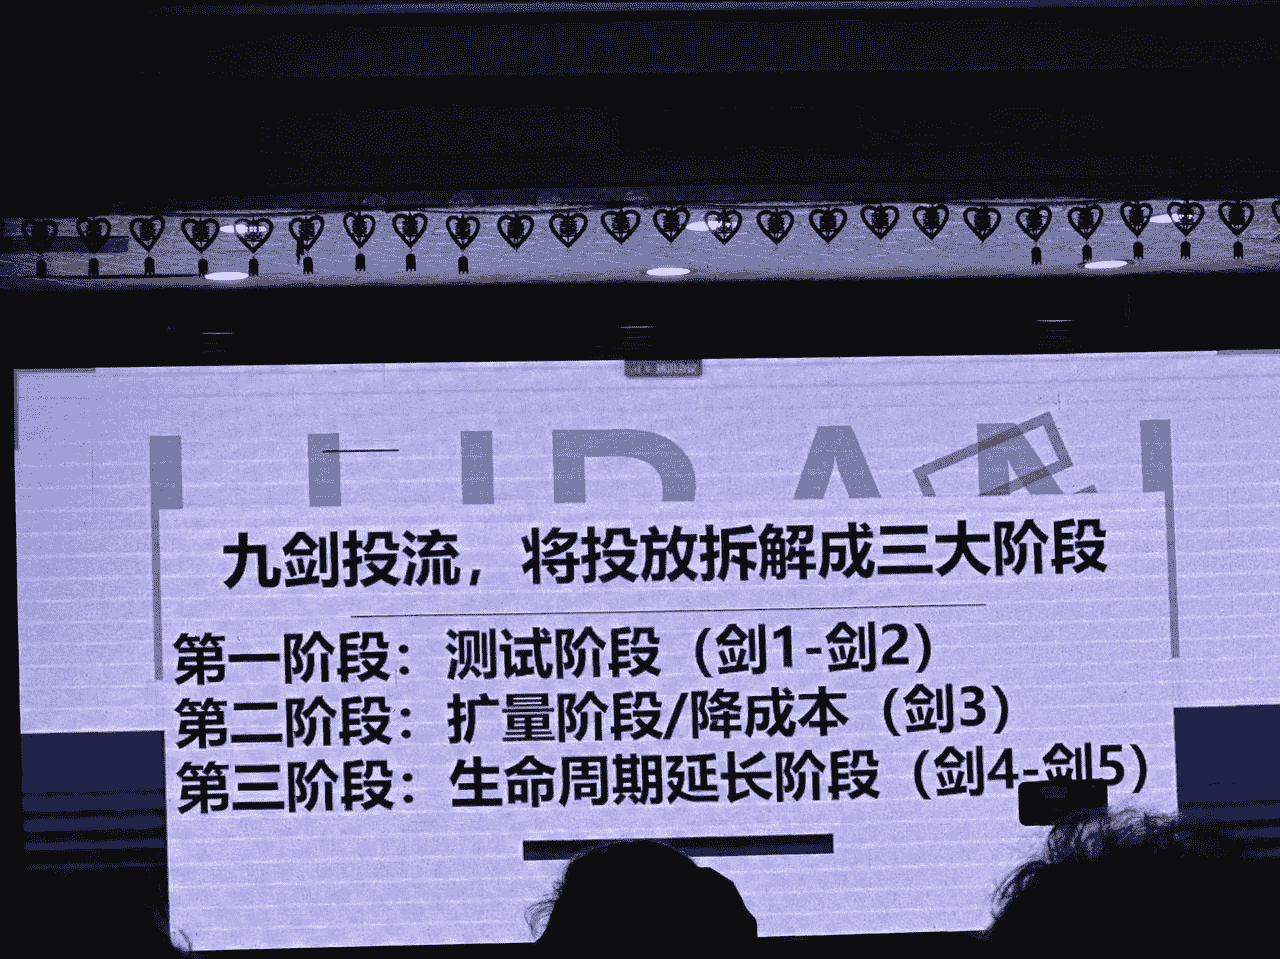 九剑投流，将投放拆解成三大阶段
第一阶段：测试阶段（剑1-剑2）
第二阶段：扩量阶段/降成本（剑3）
第三阶段：生命周期延长阶段（剑4-剑5）